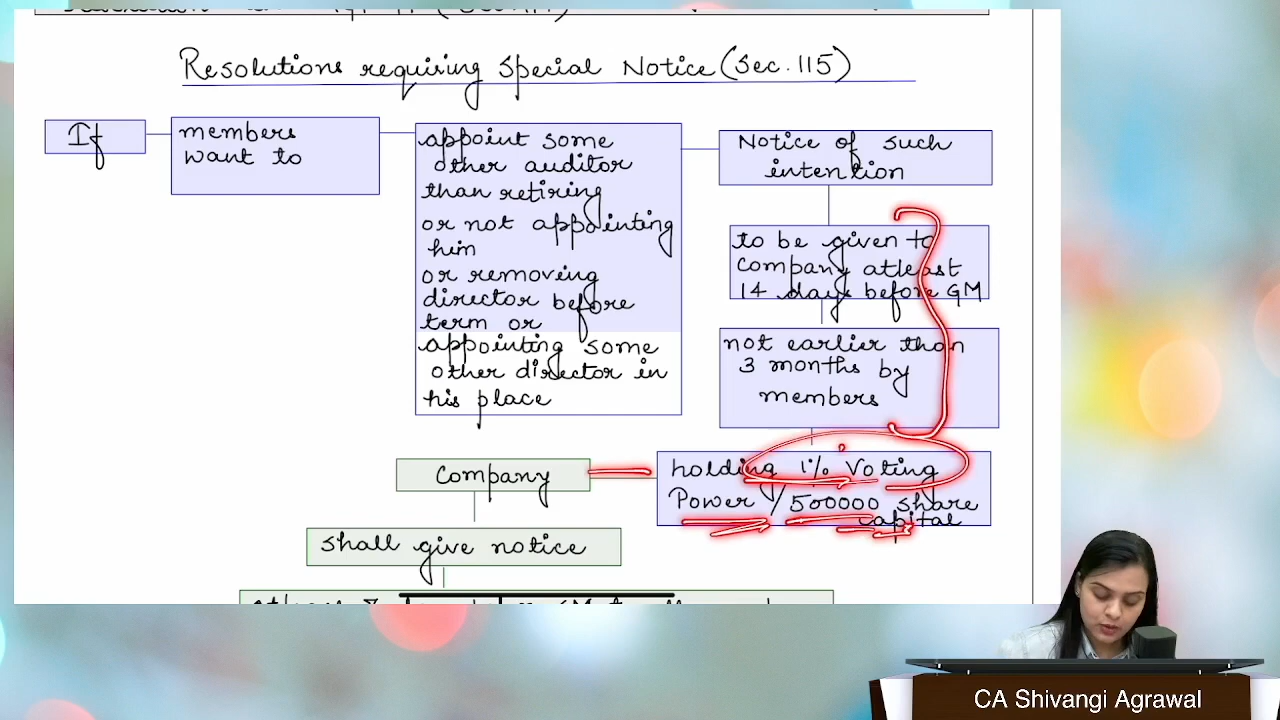 Resolutions requiring Special Notice (Sec. 115)
If
members
want to
appoint some
other auditor
than retiring
or not appointing
him
or removing
director before
term or
appointing some
other director in
his place
Notice of such
intention
to be given to
Company atleast
14 days before GM
not earlier than
3 months by
members
holding 1% Voting
Power / 500000 share
capital
Company
shall give notice
CA Shivangi Agrawal